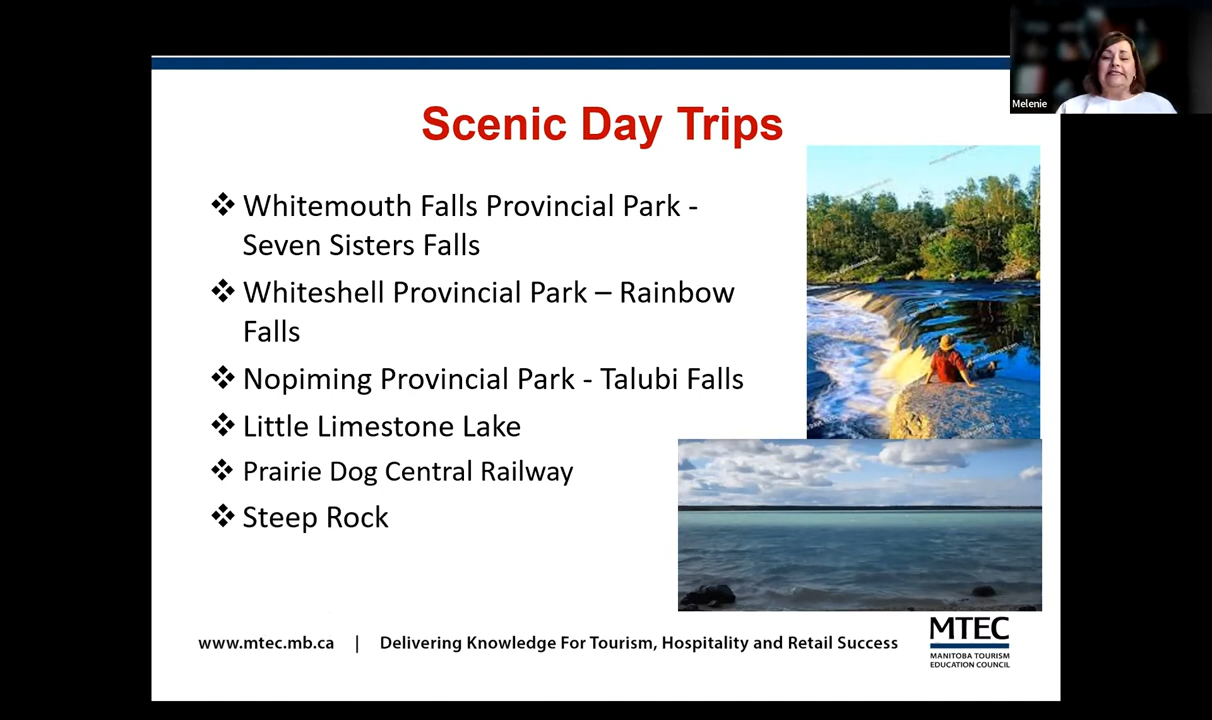 Melenie
Scenic Day Trips
❖ Whitemouth Falls Provincial Park -
Seven Sisters Falls
❖ Whiteshell Provincial Park – Rainbow
Falls
❖ Nopiming Provincial Park - Talubi Falls
❖ Little Limestone Lake
❖ Prairie Dog Central Railway
❖ Steep Rock
www.mtec.mb.ca | Delivering Knowledge For Tourism, Hospitality and Retail Success
MTEC
MANITOBA TOURISM
EDUCATION COUNCIL